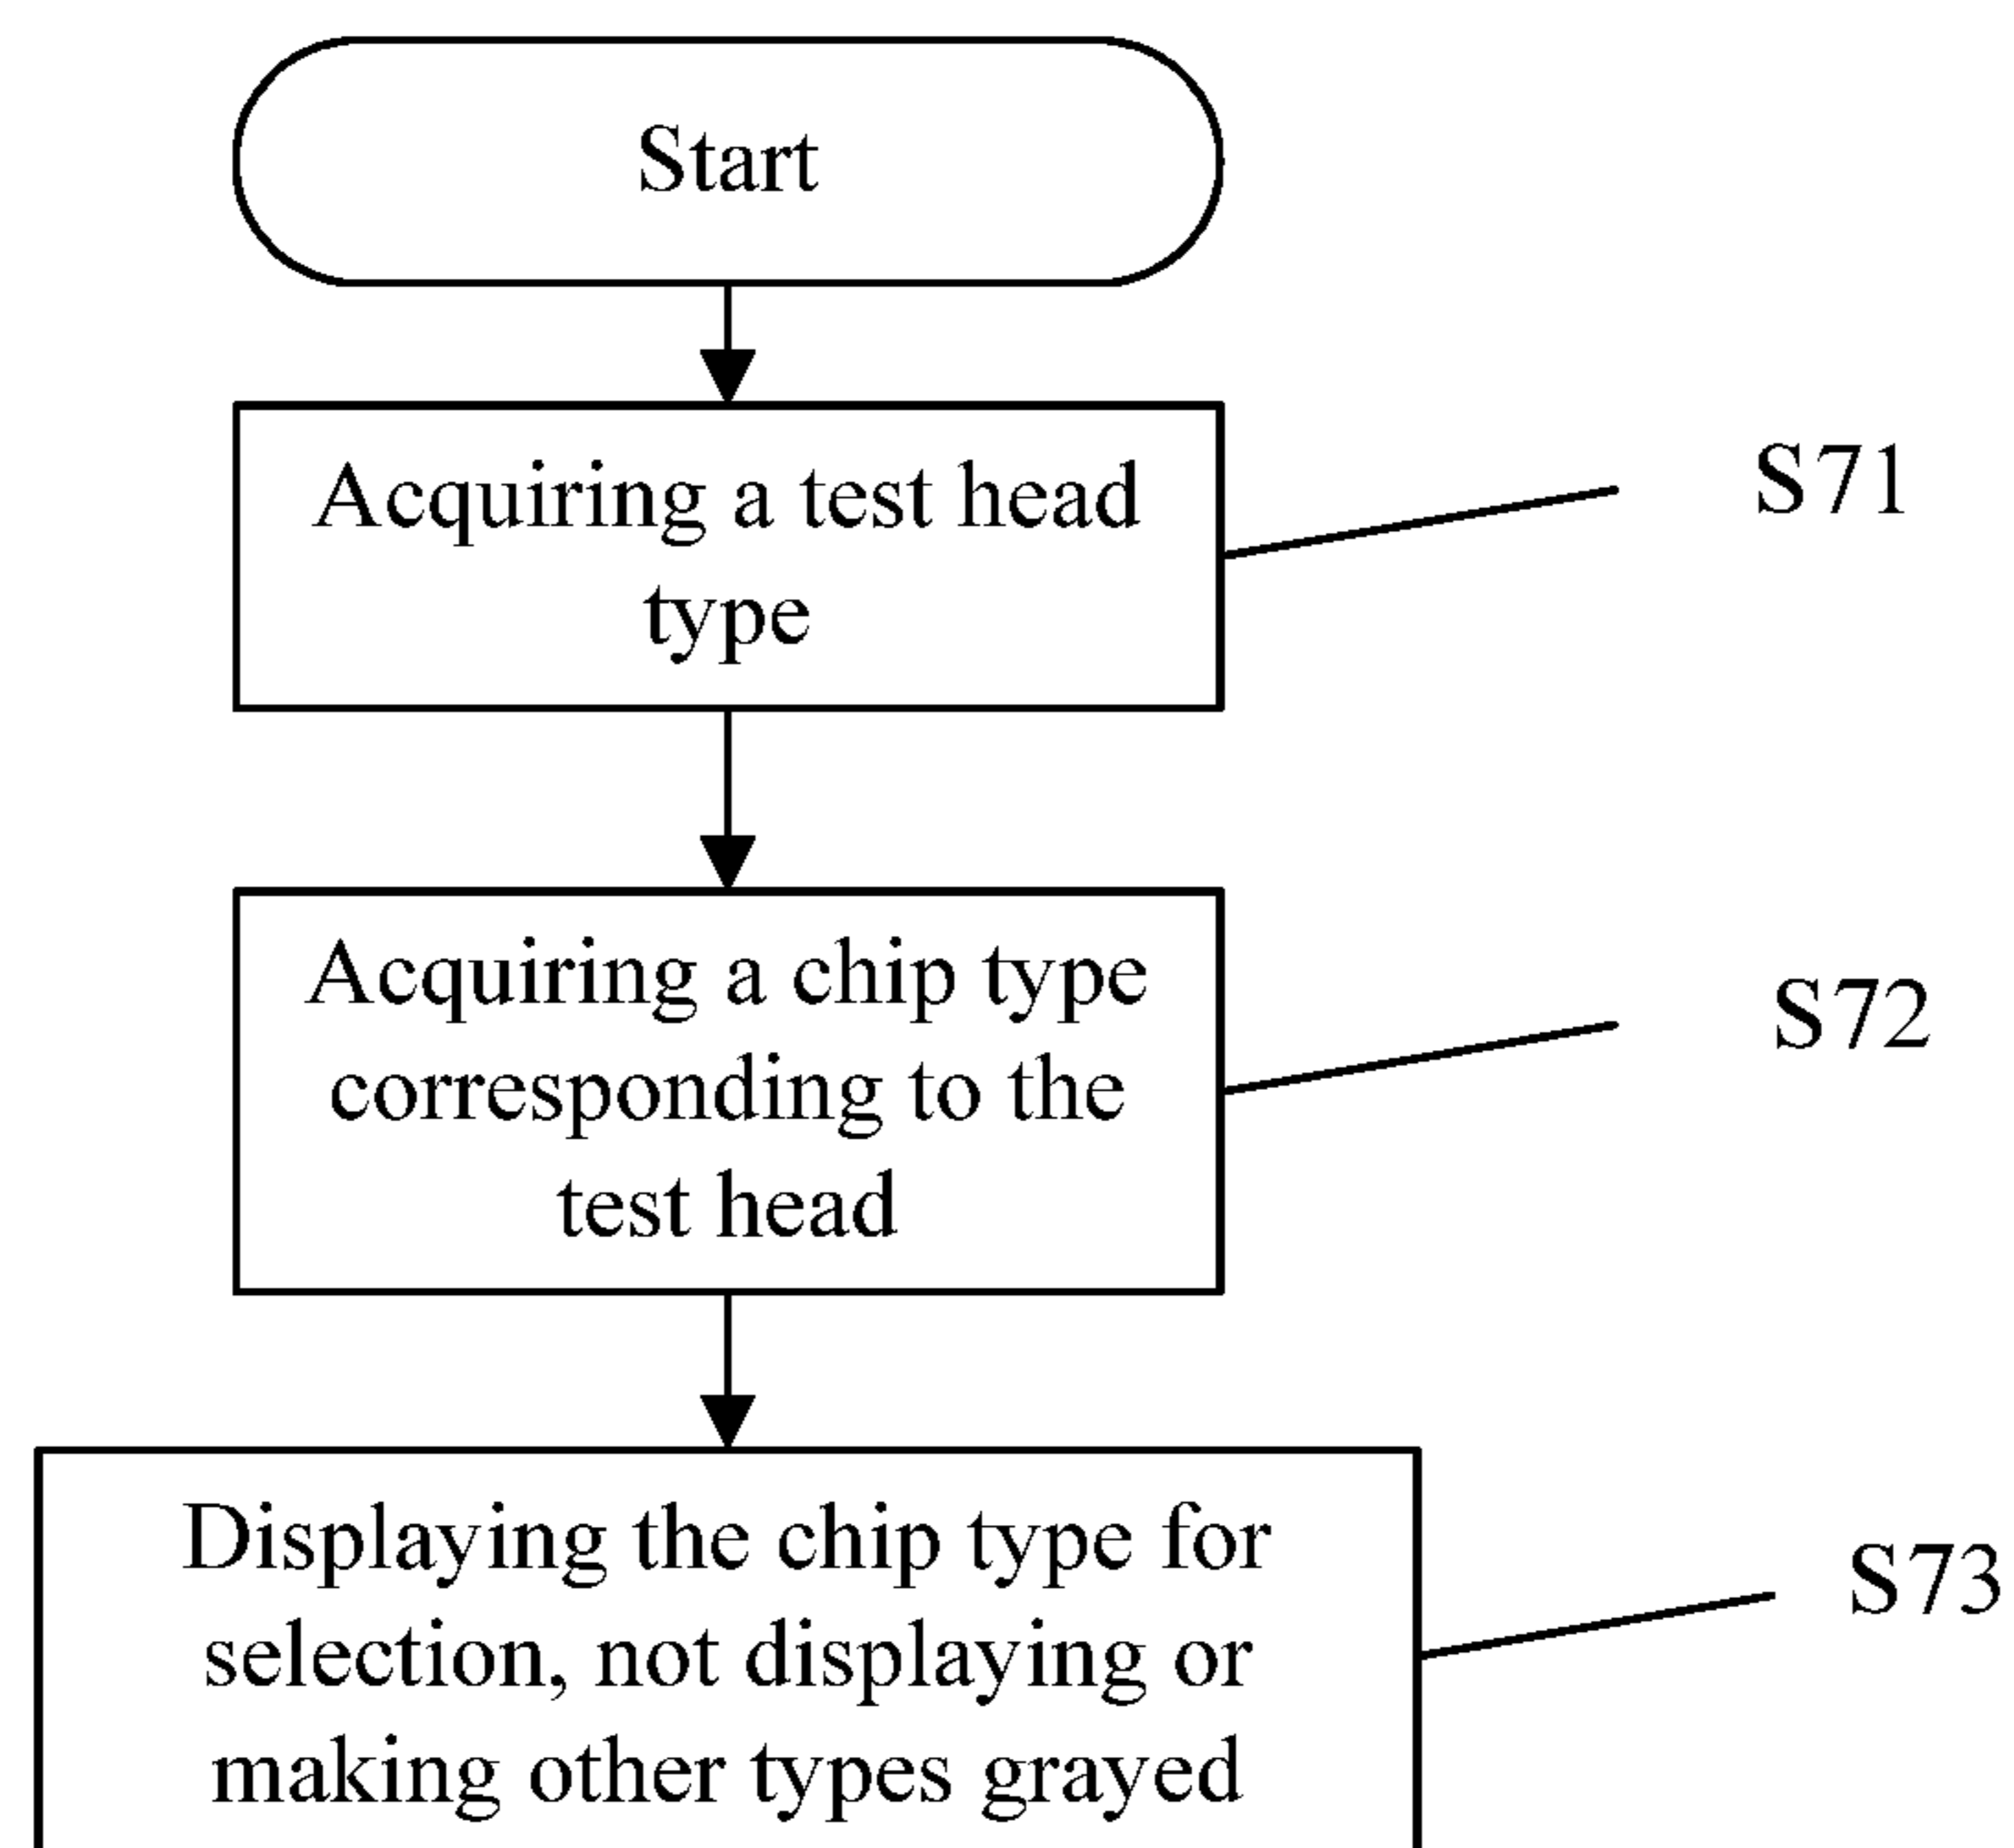 Start
Acquiring a test head
type
S71
Acquiring a chip type
corresponding to the
test head
S72
Displaying the chip type for
selection, not displaying or
making other types grayed
S73